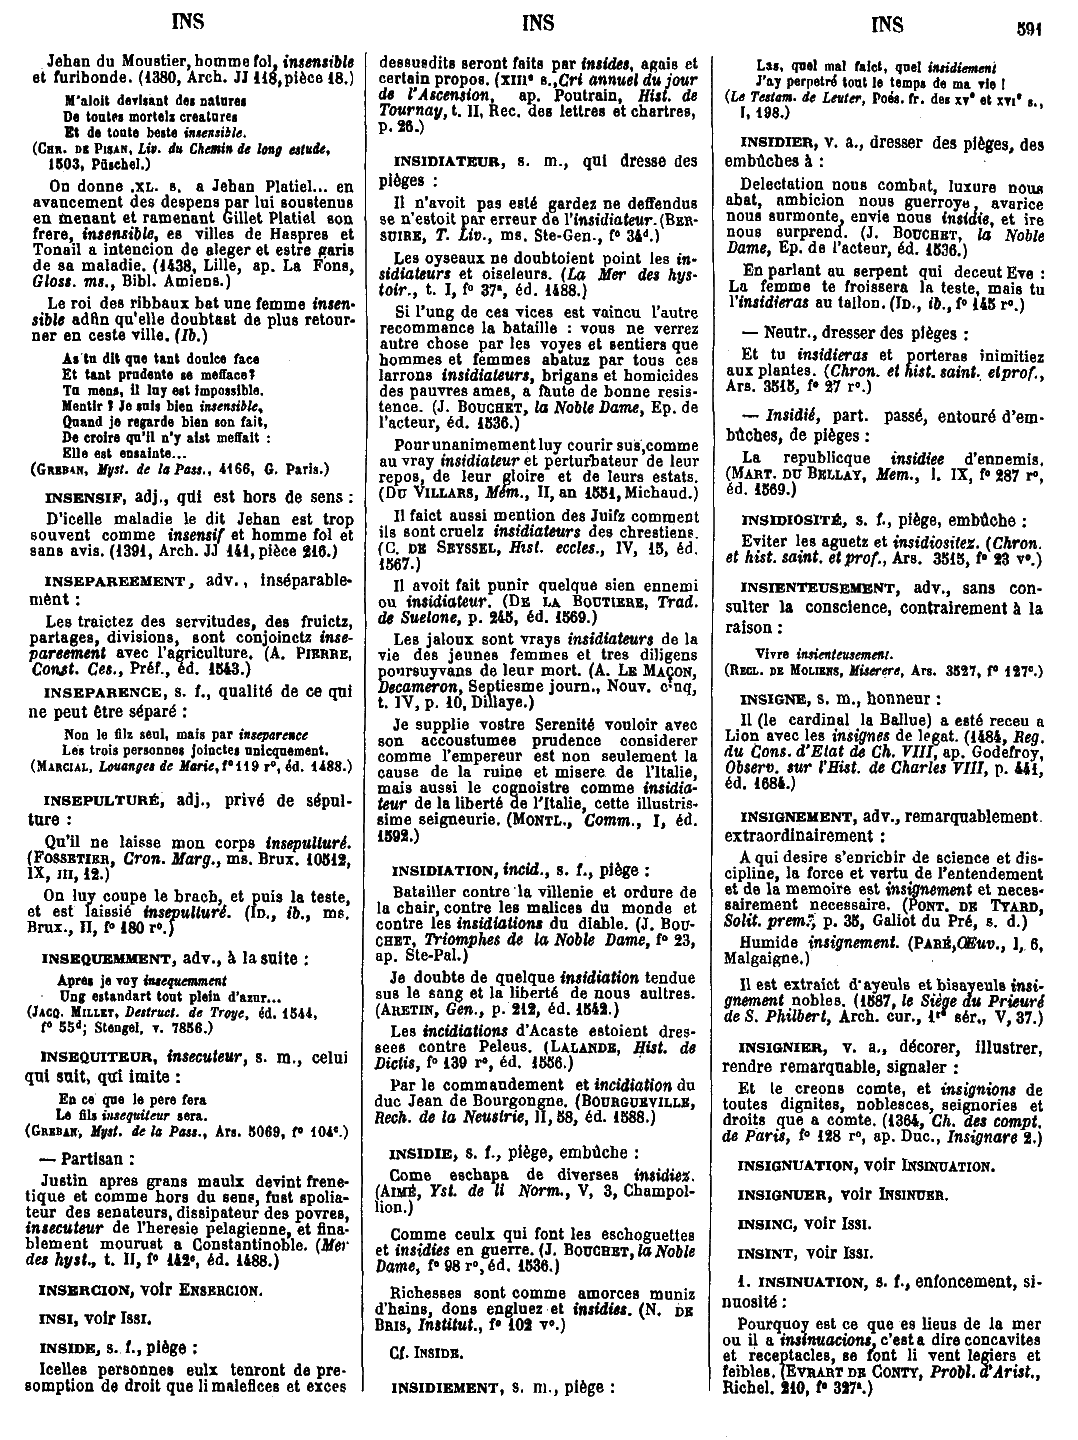 INS
INS
INS
591
Jehan du Moustier, homme fol, insensible
et furibonde. (1380, Arch. JJ 118, pièce 18.)
M'aloit devisant des natures
De toutes mortelz creatures
Et de toute beste insensible.
(CHR. DE PISAN, Liv. du Chemin de long estude,
1503, Püschel.)
On donne .XL. s. a Jehan Platiel... en
avancement des despens par lui soustenus
en menant et ramenant Gillet Platiel son
frere, insensible, es villes de Haspres et
Tonail a intencion de aleger et estre garis
de sa maladie. (1438, Lille, ap. La Fons,
Gloss. ms., Bibl. Amiens.)
Le roi des ribbaux bat une femme insen-
sible adfin qu'elle doubtast de plus retour-
ner en ceste ville. (Ib.)
As tu dit que tant doulce face
Et tant prudente se mefface?
Tu mens, il luy est impossible.
Mentir ? Je suis bien insensible,
Quand je regarde bien son fait,
De croire qu'il n'y aist meffait :
Elle est ensainte...
(GREBAN, Myst. de la Pass., 4166, G. Paris.)
INSENSIF, adj., qui est hors de sens :
D'icelle maladie le dit Jehan est trop
souvent comme insensif et homme fol et
sans avis. (1391, Arch. JJ 141, pièce 216.)
INSEPAREEMENT, adv., inséparable-
ment :
Les traictez des servitudes, des fruictz,
partages, divisions, sont conjoinctz inse-
pareement avec l'agriculture. (A. PIERRE,
Const. Ces., Préf., éd. 1543.)
INSEPARENCE, s. f., qualité de ce qui
ne peut être séparé :
Non le filz seul, mais par inseparence
Les trois personnes joinctes unicquement.
(MARCIAL, Louanges de Marie, f° 119 r°, éd. 1488.)
INSEPULTURÉ, adj., privé de sépul-
ture :
Qu'il ne laisse mon corps insepulturé.
(FOSSETIER, Cron. Marg., ms. Brux. 10512,
IX, III, 12.)
On luy coupe le brach, et puis la teste,
et est laissié insepulturé. (ID., ib., ms.
Brux., II, f° 180 r°.)
INSEQUEMMENT, adv., à la suite :
Apres je voy insequemment
Ung estandart tout plein d'azur...
(JACQ. MILLET, Destruct. de Troye, éd. 1544,
f° 55d; Stengel, v. 7856.)
INSEQUITEUR, insecuteur, s. m., celui
qui suit, qui imite :
En ce que le pere fera
Le fils insequiteur sera.
(GREBAN, Myst. de la Pass., Ars. 5069, f° 104c.)
— Partisan :
Justin apres grans maulx devint frene-
tique et comme hors du sens, fust spolia-
teur des senateurs, dissipateur des povres,
insecuteur de l'heresie pelagienne, et fina-
blement mourust a Constantinoble. (Mer
des hyst., t. II, f° 142c, éd. 1488.)
INSERCION, voir ENSERCION.
INSI, voir ISSI.
INSIDE, s. f., piège :
Icelles personnes eulx tenront de pre-
somption de droit que li malefices et exces
dessusdits seront faits par insides, agais et
certain propos. (XIIIe s., Cri annuel du jour
de l'Ascension, ap. Poutrain, Hist. de
Tournay, t. II, Rec. des lettres et chartres,
p. 26.)
INSIDIATEUR, s. m., qui dresse des
pièges :
Il n'avoit pas esté gardez ne deffendus
se n'estoit par erreur de l'insidiateur. (BER-
SUIRE, T. Liv., ms. Ste-Gen., f° 34d.)
Les oyseaux ne doubtoient point les in-
sidiateurs et oiseleurs. (La Mer des hys-
toir., t. I, f° 37a, éd. 1488.)
Si l'ung de ces vices est vaincu l'autre
recommance la bataille : vous ne verrez
autre chose par les voyes et sentiers que
hommes et femmes abatuz par tous ces
larrons insidiateurs, brigans et homicides
des pauvres ames, a faute de bonne resis-
tence. (J. BOUCHET, la Noble Dame, Ep. de
l'acteur, éd. 1536.)
Pour unanimement luy courir sus, comme
au vray insidiateur et perturbateur de leur
repos, de leur gloire et de leurs estats.
(DU VILLARS, Mém., II, an 1551, Michaud.)
Il faict aussi mention des Juifz comment
ils sont cruelz insidiateurs des chrestiens.
(C. DE SEYSSEL, Hist. eccles., IV, 15, éd.
1567.)
Il avoit fait punir quelque sien ennemi
ou insidiateur. (DE LA BOUTIERE, Trad.
de Suetone, p. 245, éd. 1569.)
Les jaloux sont vrays insidiateurs de la
vie des jeunes femmes et tres diligens
poursuyvans de leur mort. (A. LE MAÇON,
Decameron, Septiesme journ., Nouv. cinq,
t. IV, p. 10, Dillaye.)
Je supplie vostre Serenité vouloir avec
son accoustumee prudence considerer
comme l'empereur est non seulement la
cause de la ruine et misere de l'Italie,
mais aussi le cognoistre comme insidia-
teur de la liberté de l'Italie, cette illustris-
sime seigneurie. (MONTL., Comm., I, éd.
1592.)
INSIDIATION, incid., s. f., piège :
Batailler contre la villenie et ordure de
la chair, contre les malices du monde et
contre les insidiations du diable. (J. BOU-
CHET, Triomphes de la Noble Dame, f° 23,
ap. Ste-Pal.)
Je doubte de quelque insidiation tendue
sus le sang et la liberté de nous aultres.
(ARETIN, Gen., p. 212, éd. 1542.)
Les incidiations d'Acaste estoient dres-
sees contre Peleus. (LALANDE, Hist. de
Dictis, f° 139 r°, éd. 1556.)
Par le commandement et incidiation du
duc Jean de Bourgongne. (BOURGUEVILLE,
Rech. de la Neustrie, II, 58, éd. 1588.)
INSIDIE, s. f., piège, embûche :
Come eschapa de diverses insidiez.
(AIMÉ, Yst. de li Norm., V, 3, Champol-
lion.)
Comme ceulx qui font les eschoguettes
et insidies en guerre. (J. BOUCHET, la Noble
Dame, f° 98 r°, éd. 1536.)
Richesses sont comme amorces muniz
d'hains, dons engluez et insidies. (N. DE
BRIS, Institut., f° 102 v°.)
Cf. INSIDE.
INSIDIEMENT, s. m., piège :
Las, quel mal faict, quel insidiement
J'ay perpetré tout le temps de ma vie !
(Le Testam. de Leuter, Poés. fr. des XVe et XVIe s.,
I, 198.)
INSIDIER, v. a., dresser des pièges, des
embûches à :
Delectation nous combat, luxure nous
abat, ambicion nous guerroye, avarice
nous surmonte, envie nous insidie, et ire
nous surprend. (J. BOUCHET, la Noble
Dame, Ep. de l'acteur, éd. 1536.)
En parlant au serpent qui deceut Eve :
La femme te froissera la teste, mais tu
l'insidieras au tallon. (ID., ib., f° 145 r°.)
— Neutr., dresser des pièges :
Et tu insidieras et porteras inimitiez
aux plantes. (Chron. et hist. saint. et prof.,
Ars. 3515, f° 27 r°.)
— Insidié, part. passé, entouré d'em-
bûches, de pièges :
La republicque insidiee d'ennemis.
(MART. DU BELLAY, Mem., l. IX, f° 287 r°,
éd. 1569.)
INSIDIOSITÉ, s. f., piège, embûche :
Eviter les aguetz et insidiositez. (Chron.
et hist. saint. et prof., Ars. 3515, f° 23 v°.)
INSIENTEUSEMENT, adv., sans con-
sulter la conscience, contrairement à la
raison :
Vivre insienteusement.
(RECL. DE MOLIENS, Miserere, Ars. 3527, f° 127c.)
INSIGNE, s. m., honneur :
Il (le cardinal la Ballue) a esté receu a
Lion avec les insignes de legat. (1484, Reg.
du Cons. d'Etat de Ch. VIII, ap. Godefroy,
Observ. sur l'Hist. de Charles VIII, p. 441,
éd. 1684.)
INSIGNEMENT, adv., remarquablement.
extraordinairement :
A qui desire s'enrichir de science et dis-
cipline, la force et vertu de l'entendement
et de la memoire est insignement et neces-
sairement necessaire. (PONT. DE TYARD,
Solit. prem., p. 35, Galiot du Pré, s. d.)
Humide insignement. (PARÉ, Œuv., I, 6,
Malgaigne.)
Il est extraict d'ayeuls et bisayeuls insi-
gnement nobles. (1587, le Siège du Prieuré
de S. Philbert, Arch. cur., 1re sér., V, 37.)
INSIGNIER, v. a., décorer, illustrer,
rendre remarquable, signaler :
Et le creons comte, et insignions de
toutes dignites, noblesces, seignories et
droits que a comte. (1364, Ch. des compt.
de Paris, f° 128 r°, ap. Duc., Insignare 2.)
INSIGNUATION, voir INSINUATION.
INSIGNUER, voir INSINUER.
INSINC, voir ISSI.
INSINT, voir ISSI.
1. INSINUATION, s. f., enfoncement, si-
nuosité :
Pourquoy est ce que es lieus de la mer
ou il a insinuacions, c'est a dire concavites
et receptacles, se font li vent legiers et
feibles. (EVRART DE CONTY, Probl. d'Arist.,
Richel. 210, f° 327a.)